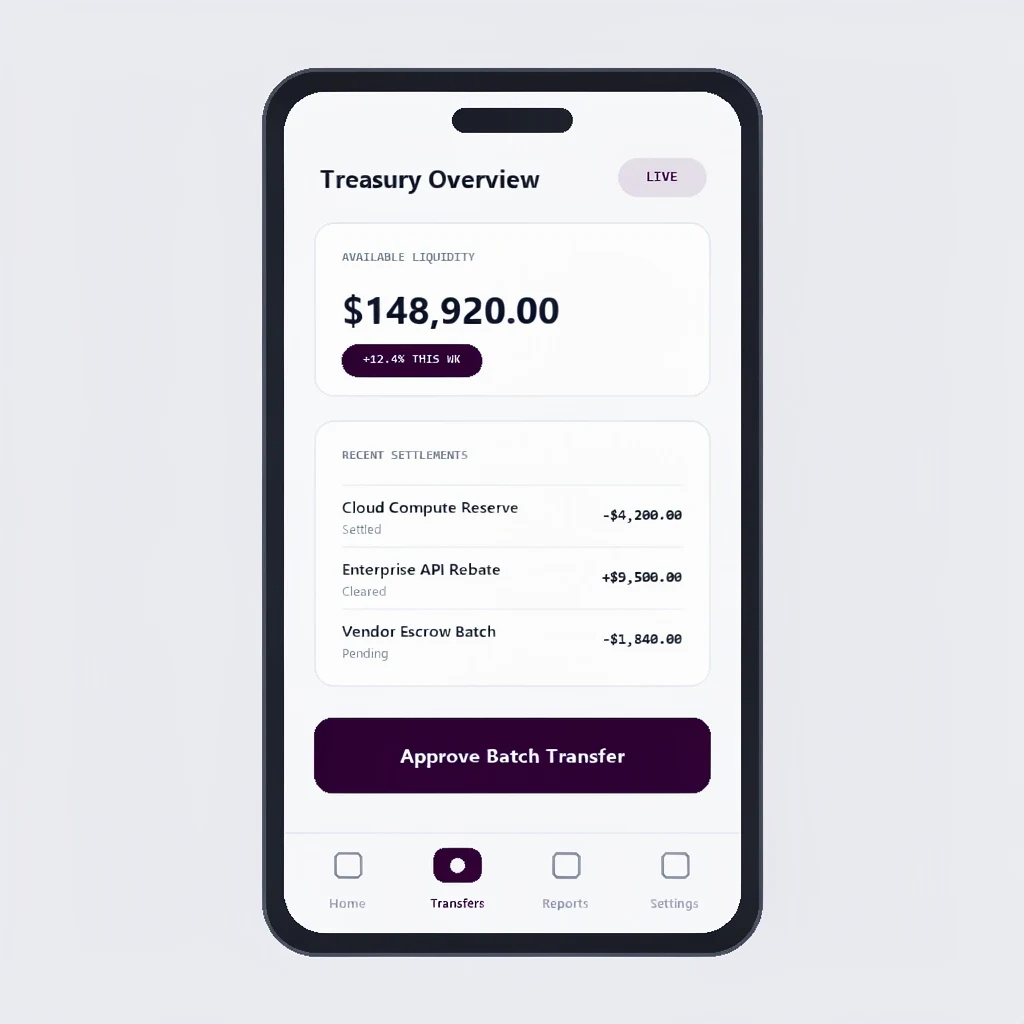 Treasury Overview
LIVE
AVAILABLE LIQUIDITY
$148,920.00
+12.4% THIS WK
RECENT SETTLEMENTS
Cloud Compute Reserve
-$4,200.00
Settled
Enterprise API Rebate
+$9,500.00
Cleared
Vendor Escrow Batch
-$1,840.00
Pending
Approve Batch Transfer
Home
Transfers
Reports
Settings